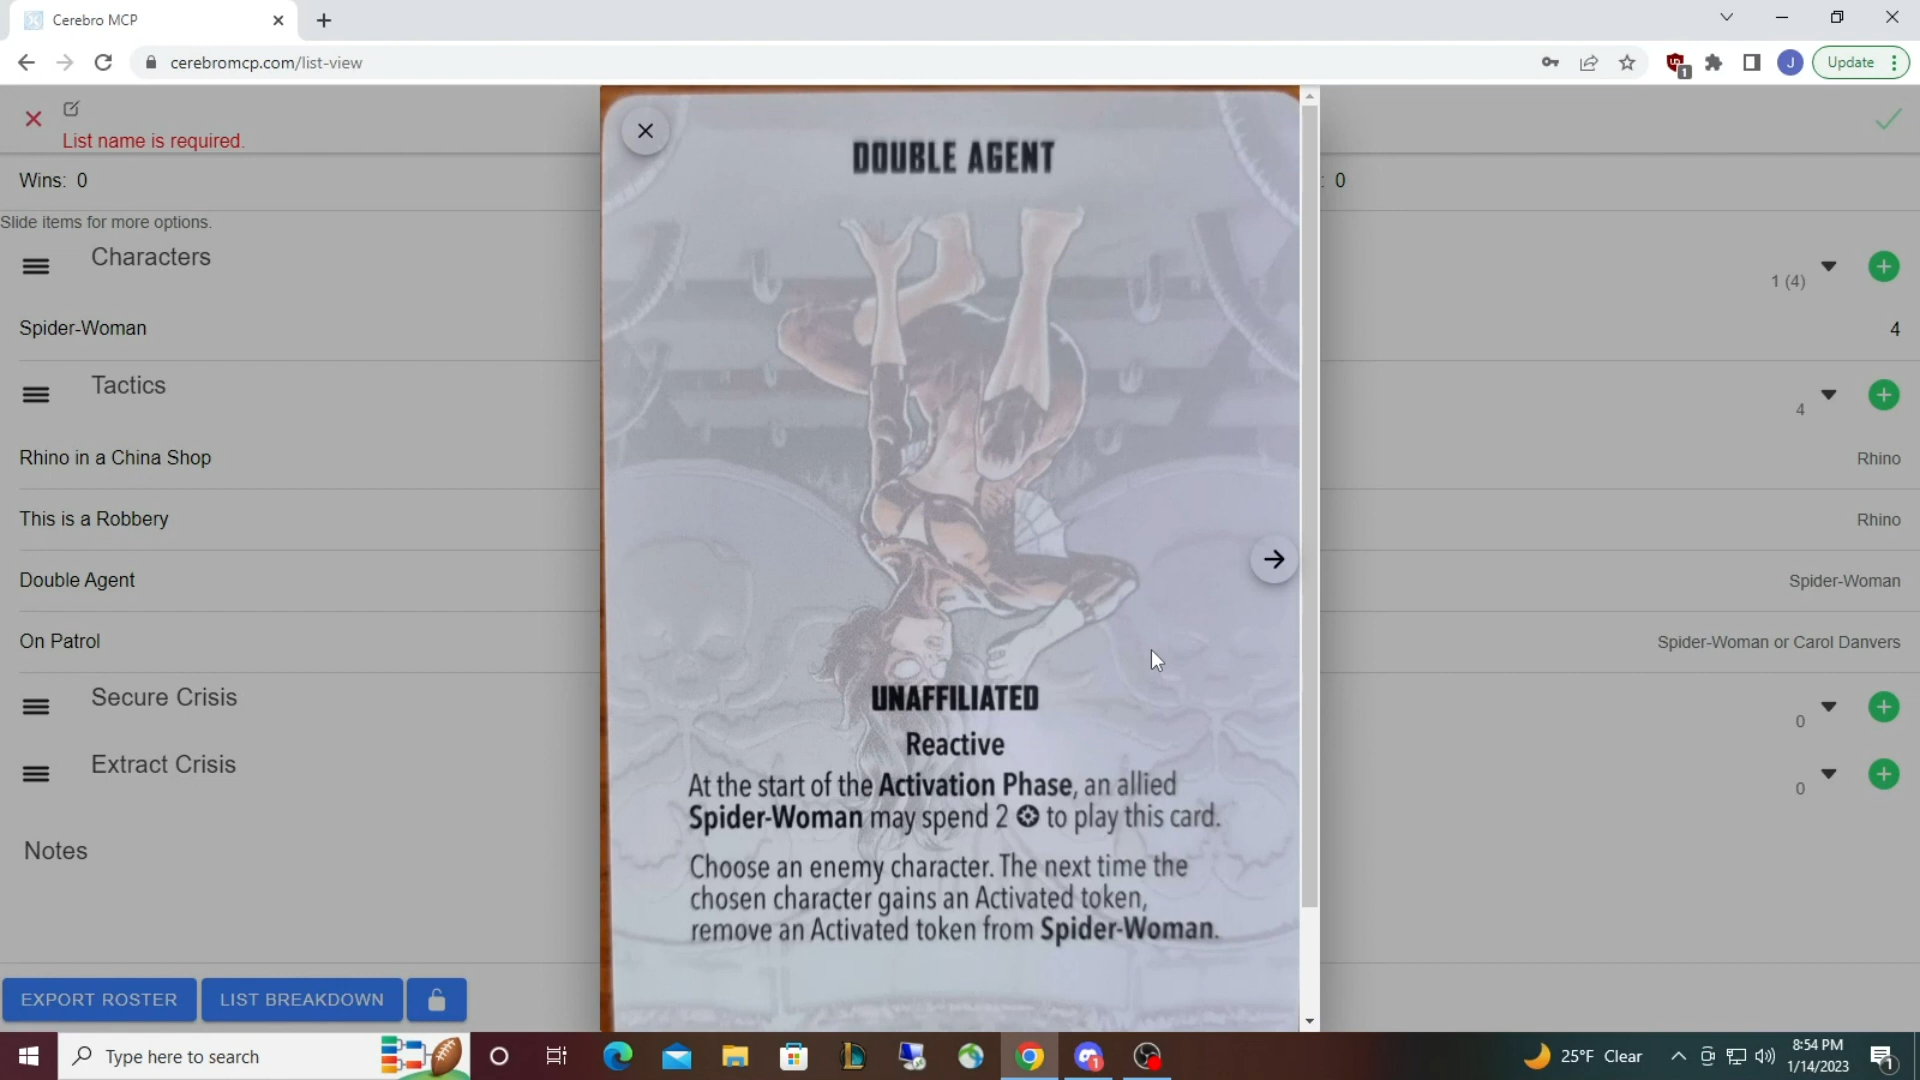 Cerebro MCP
cerebromcp.com/list-view
1
J
Update
List name is required.
Wins: 0
: 0
Slide items for more options.
Characters
1 (4)
Spider-Woman
4
Tactics
4
Rhino in a China Shop
Rhino
This is a Robbery
Rhino
Double Agent
Spider-Woman
On Patrol
Spider-Woman or Carol Danvers
Secure Crisis
0
Extract Crisis
0
Notes
EXPORT ROSTER
LIST BREAKDOWN
DOUBLE AGENT
UNAFFILIATED
Reactive
At the start of the Activation Phase, an allied
Spider-Woman may spend 2 to play this card.
Choose an enemy character. The next time the
chosen character gains an Activated token,
remove an Activated token from Spider-Woman.
Type here to search
1
25°F Clear
8:54 PM
1/14/2023
1